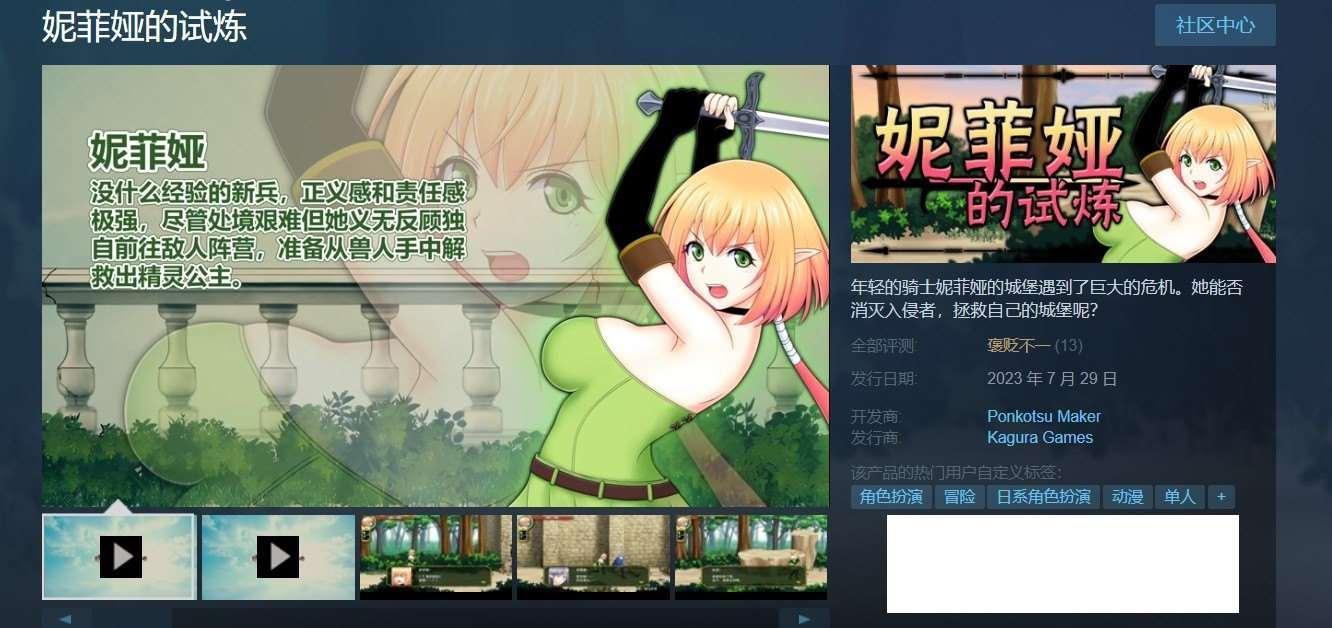 妮菲娅的试炼
社区中心
妮菲娅
没什么经验的新兵，正义感和责任感
极强，尽管处境艰难但她义无反顾独
自前往敌人阵营，准备从兽人手中解
救出精灵公主。
妮菲娅
的试炼
年轻的骑士妮菲娅的城堡遇到了巨大的危机。她能否
消灭入侵者，拯救自己的城堡呢？
全部评测: 褒贬不一 (13)
发行日期: 2023 年 7 月 29 日
开发商: Ponkotsu Maker
发行商: Kagura Games
该产品的热门用户自定义标签:
角色扮演 冒险 日系角色扮演 动漫 单人 +